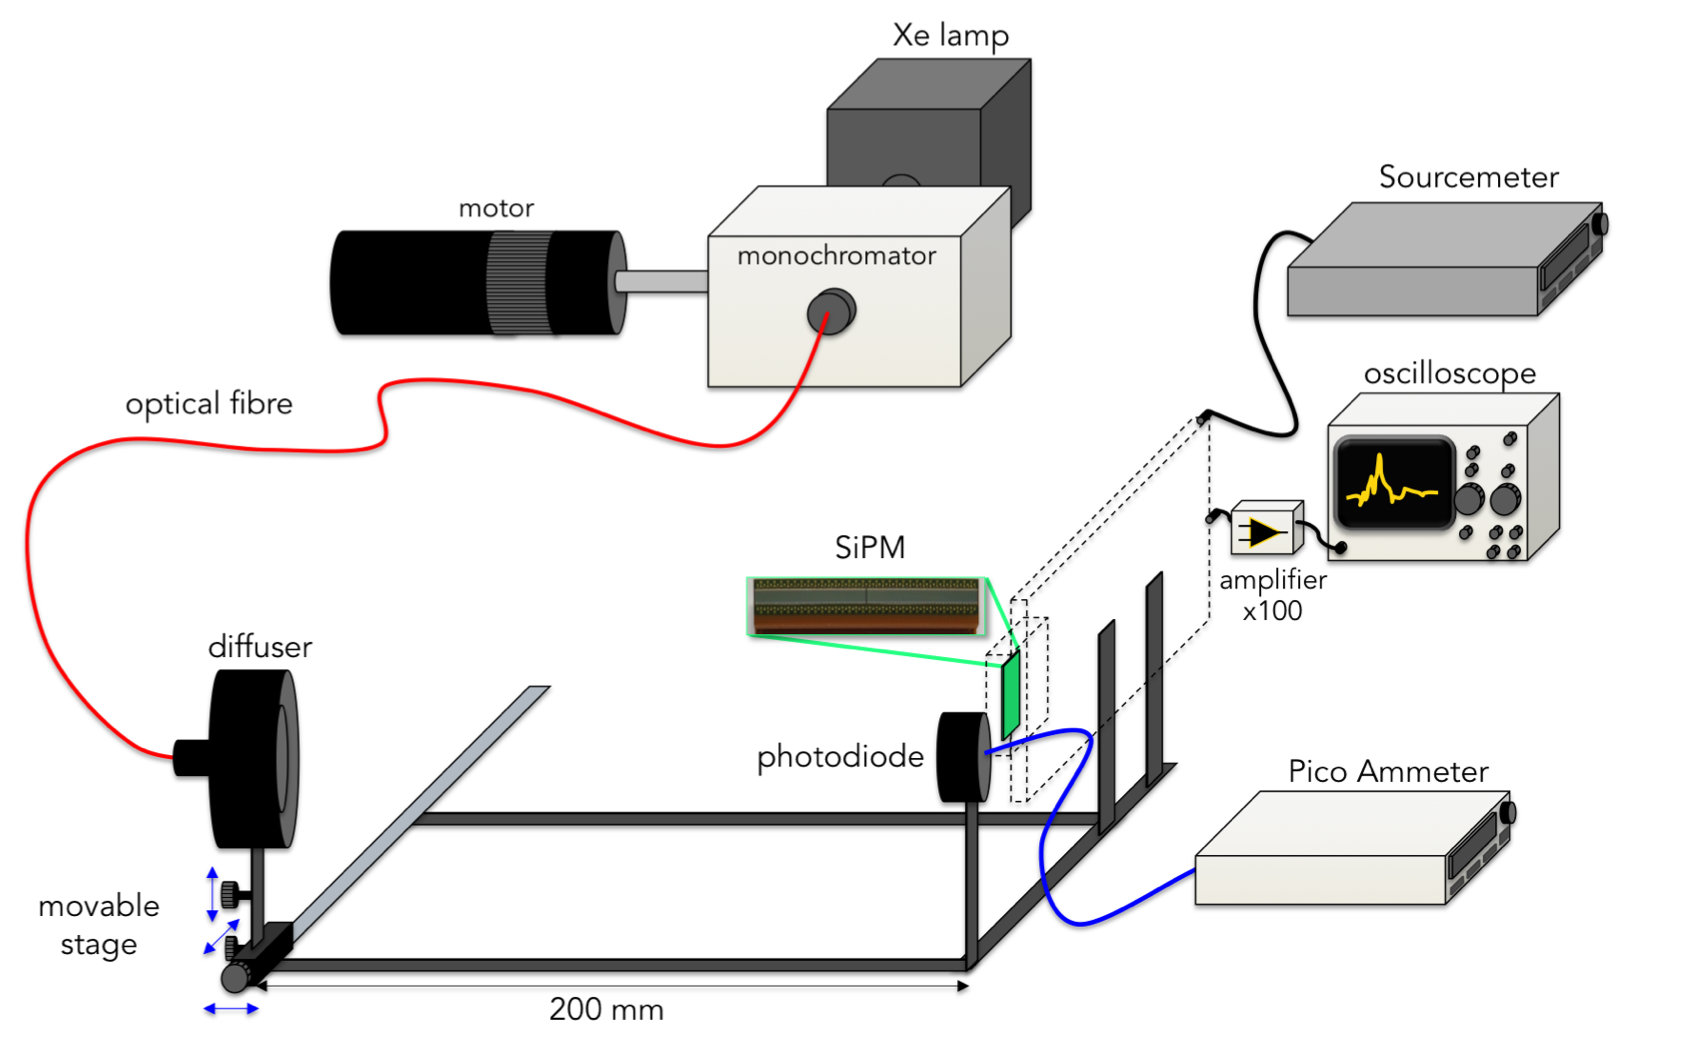 Xe lamp
Sourcemeter
motor
monochromator
oscilloscope
optical fibre
SiPM
amplifier
x100
diffuser
photodiode
Pico Ammeter
movable
stage
200 mm